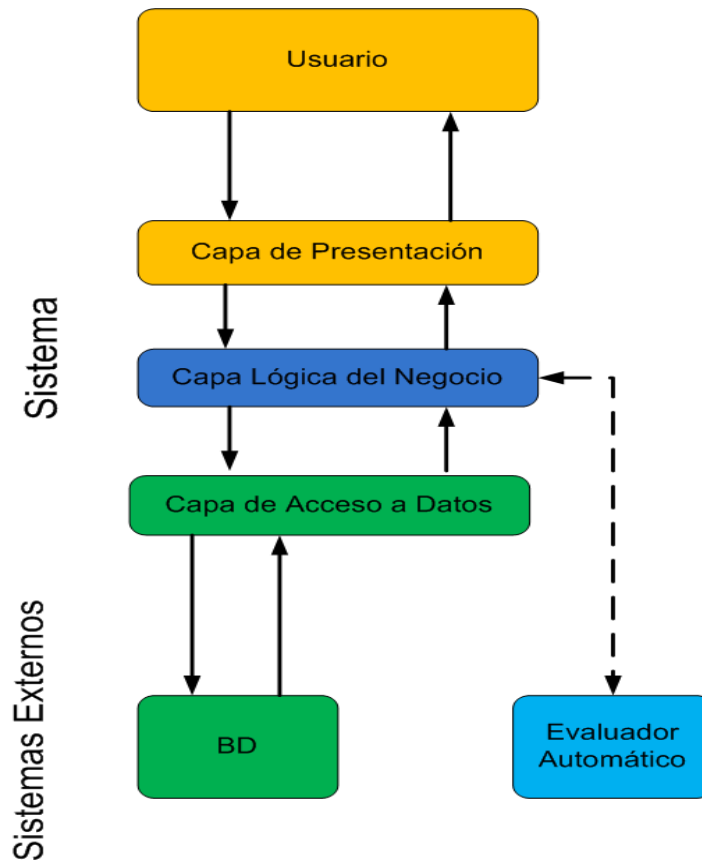 Usuario
Capa de Presentación
Sistema
Capa Lógica del Negocio
Capa de Acceso a Datos
Sistemas Externos
BD
Evaluador
Automático